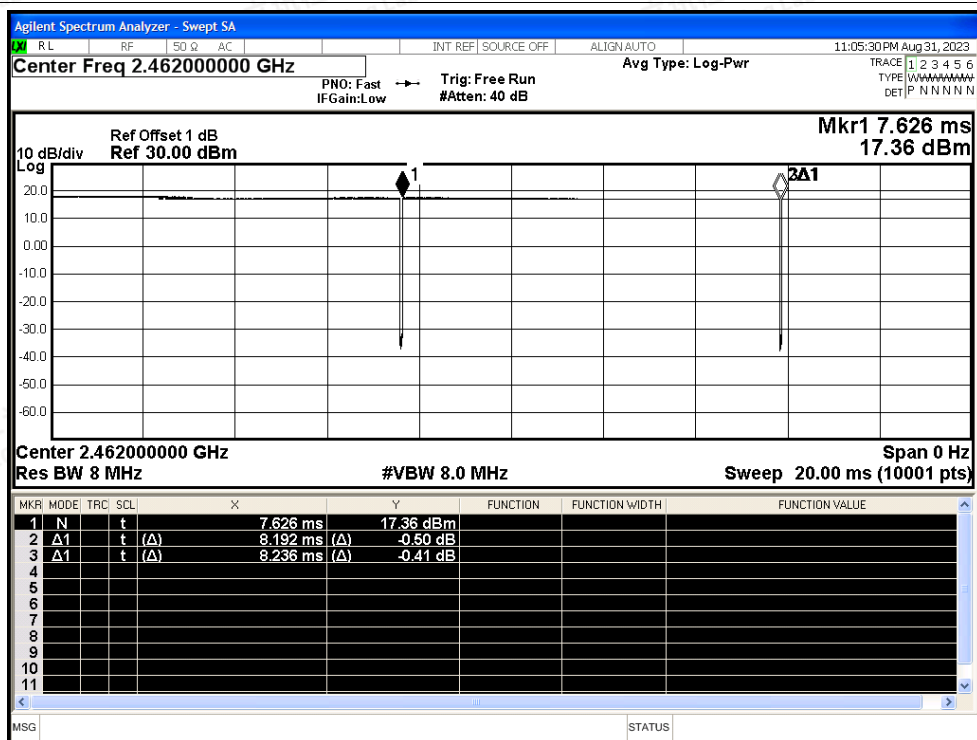 Agilent Spectrum Analyzer - Swept SA
LXI RL RF 50 Ω AC INT REF SOURCE OFF ALIGN AUTO 11:05:30 PM Aug 31, 2023
Center Freq 2.462000000 GHz
PNO: Fast
IFGain:Low
Trig: Free Run
#Atten: 40 dB
Avg Type: Log-Pwr
TRACE 1 2 3 4 5 6
TYPE
DET P N N N N N
Mkr1 7.626 ms
17.36 dBm
Ref Offset 1 dB
10 dB/div Ref 30.00 dBm
Log
1
2Δ1
20.0
10.0
0.00
-10.0
-20.0
-30.0
-40.0
-50.0
-60.0
Center 2.462000000 GHz Span 0 Hz
Res BW 8 MHz #VBW 8.0 MHz Sweep 20.00 ms (10001 pts)
MKR MODE TRC SCL X Y FUNCTION FUNCTION WIDTH FUNCTION VALUE
1 N t 7.626 ms 17.36 dBm
2 Δ1 t (Δ) 8.192 ms (Δ) -0.50 dB
3 Δ1 t (Δ) 8.236 ms (Δ) -0.41 dB
4
5
6
7
8
9
10
11
MSG STATUS